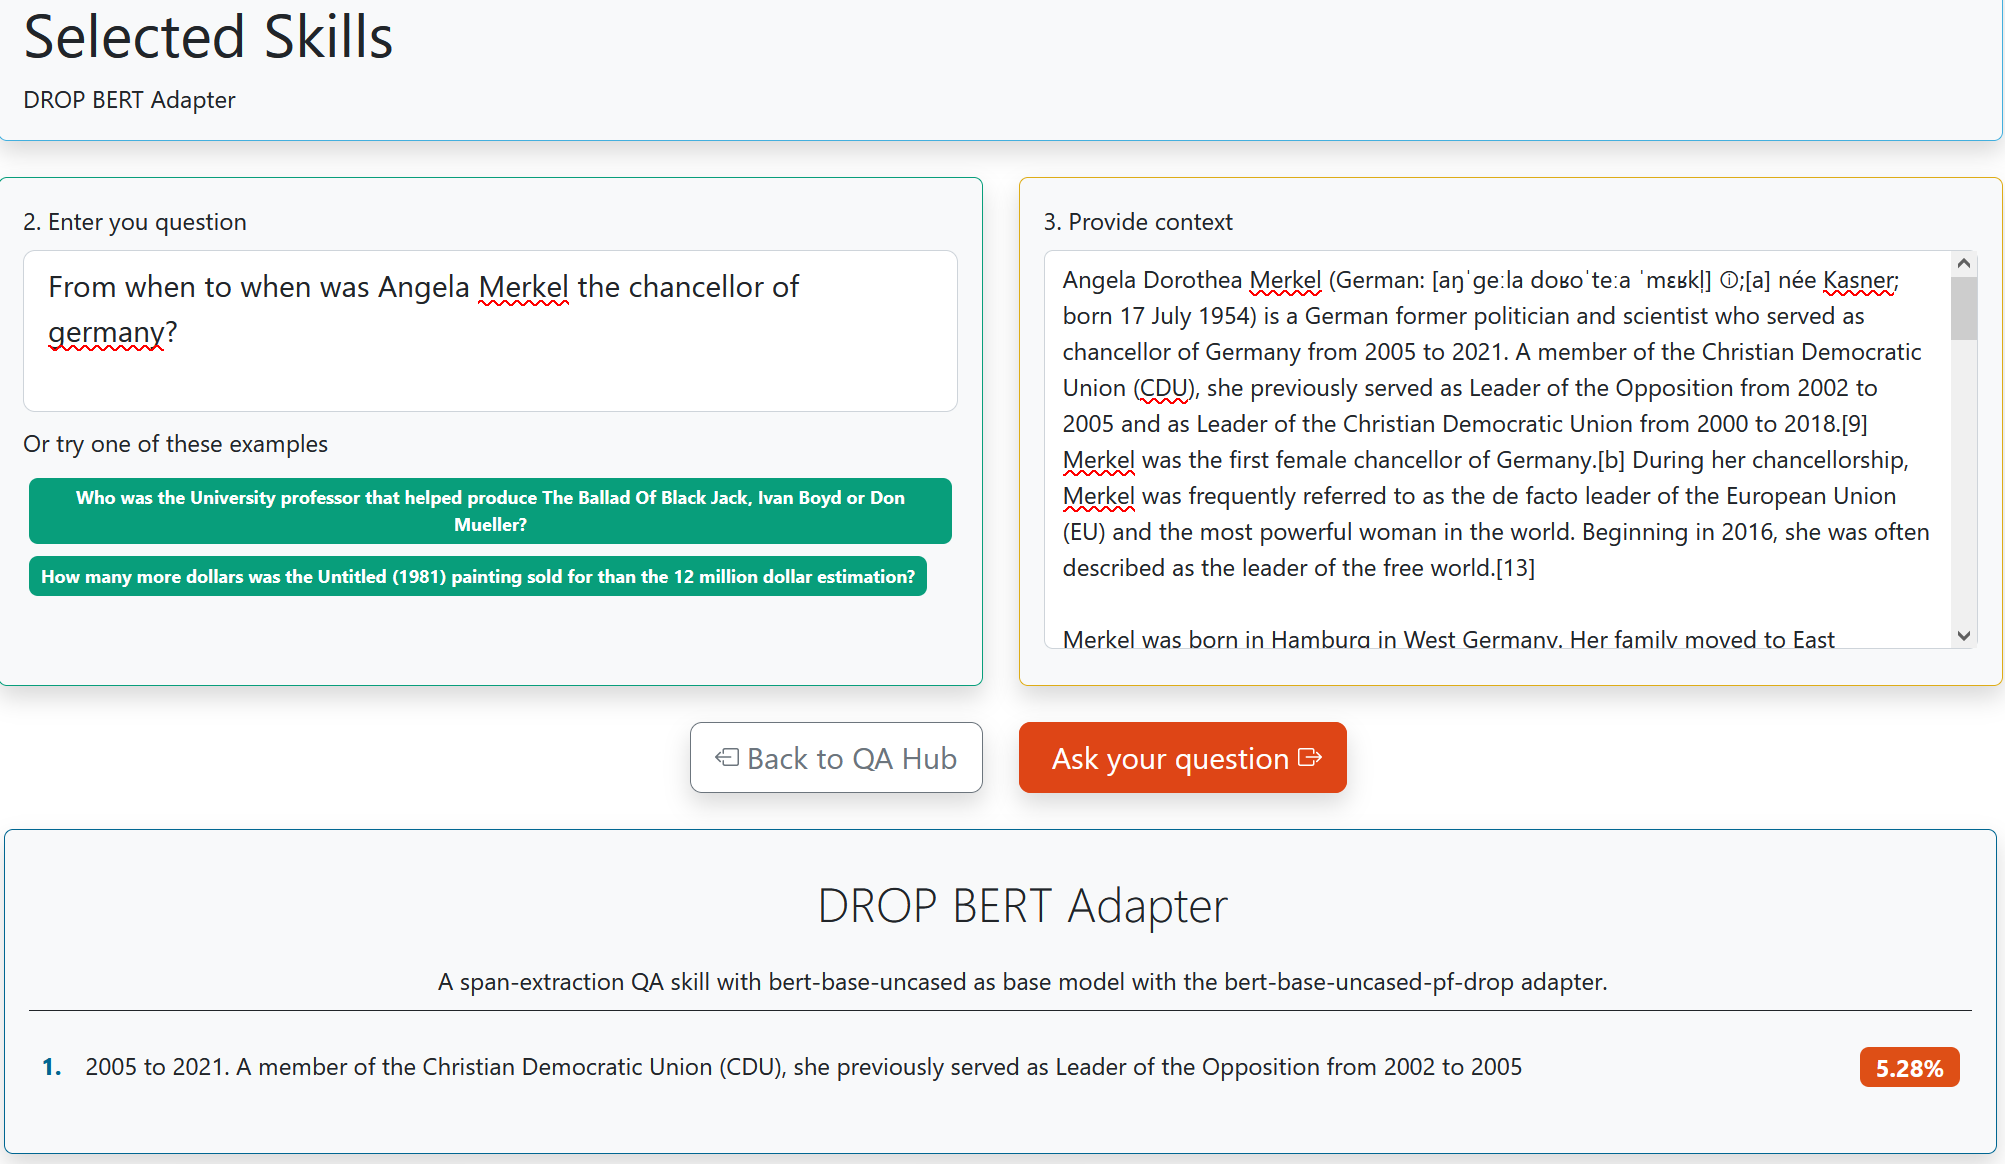 Selected Skills
DROP BERT Adapter
2. Enter you question
From when to when was Angela Merkel the chancellor of
germany?
Or try one of these examples
Who was the University professor that helped produce The Ballad Of Black Jack, Ivan Boyd or Don
Mueller?
How many more dollars was the Untitled (1981) painting sold for than the 12 million dollar estimation?
3. Provide context
Angela Dorothea Merkel (German: [aŋˈɡeːla doʁoˈteːa ˈmɛʁkl̩] ⓘ;[a] née Kasner;
born 17 July 1954) is a German former politician and scientist who served as
chancellor of Germany from 2005 to 2021. A member of the Christian Democratic
Union (CDU), she previously served as Leader of the Opposition from 2002 to
2005 and as Leader of the Christian Democratic Union from 2000 to 2018.[9]
Merkel was the first female chancellor of Germany.[b] During her chancellorship,
Merkel was frequently referred to as the de facto leader of the European Union
(EU) and the most powerful woman in the world. Beginning in 2016, she was often
described as the leader of the free world.[13]
Merkel was born in Hamburg in West Germany. Her family moved to East
Back to QA Hub
Ask your question
DROP BERT Adapter
A span-extraction QA skill with bert-base-uncased as base model with the bert-base-uncased-pf-drop adapter.
1. 2005 to 2021. A member of the Christian Democratic Union (CDU), she previously served as Leader of the Opposition from 2002 to 2005 5.28%